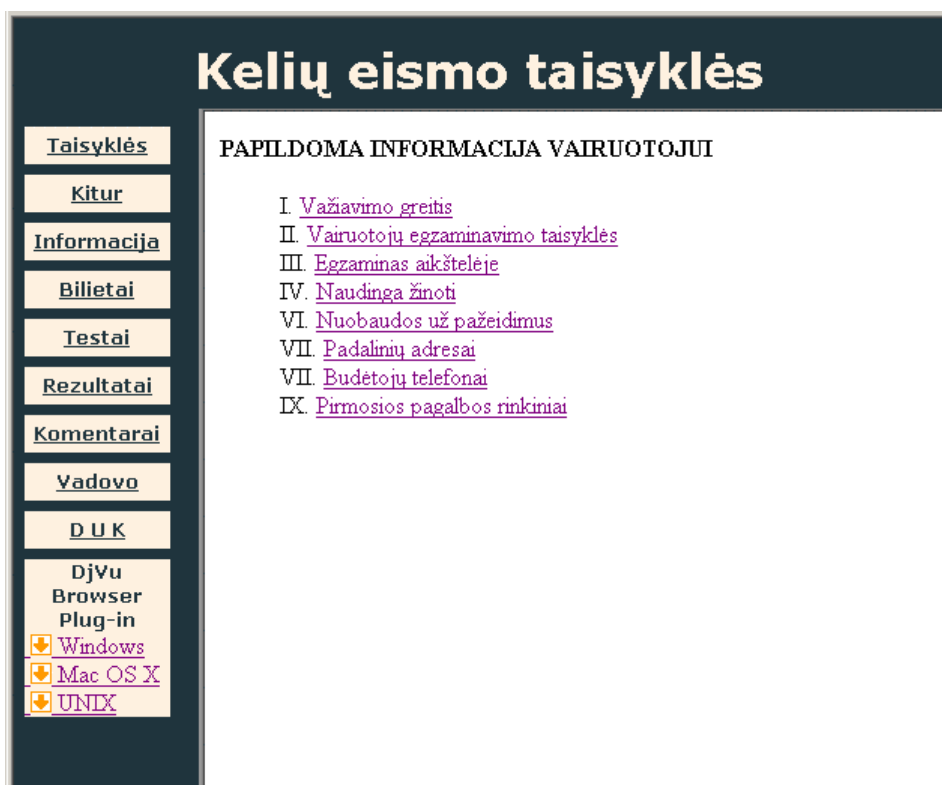 Kelių eismo taisyklės
Taisyklės
Kitur
Informacija
Bilietai
Testai
Rezultatai
Komentarai
Vadovo
D U K
DjVu
Browser
Plug-in
Windows
Mac OS X
UNIX
PAPILDOMA INFORMACIJA VAIRUOTOJUI
I. Važiavimo greitis
II. Vairuotojų egzaminavimo taisyklės
III. Egzaminas aikštelėje
IV. Naudinga žinoti
VI. Nuobaudos už pažeidimus
VII. Padalinių adresai
VII. Budėtojų telefonai
IX. Pirmosios pagalbos rinkiniai